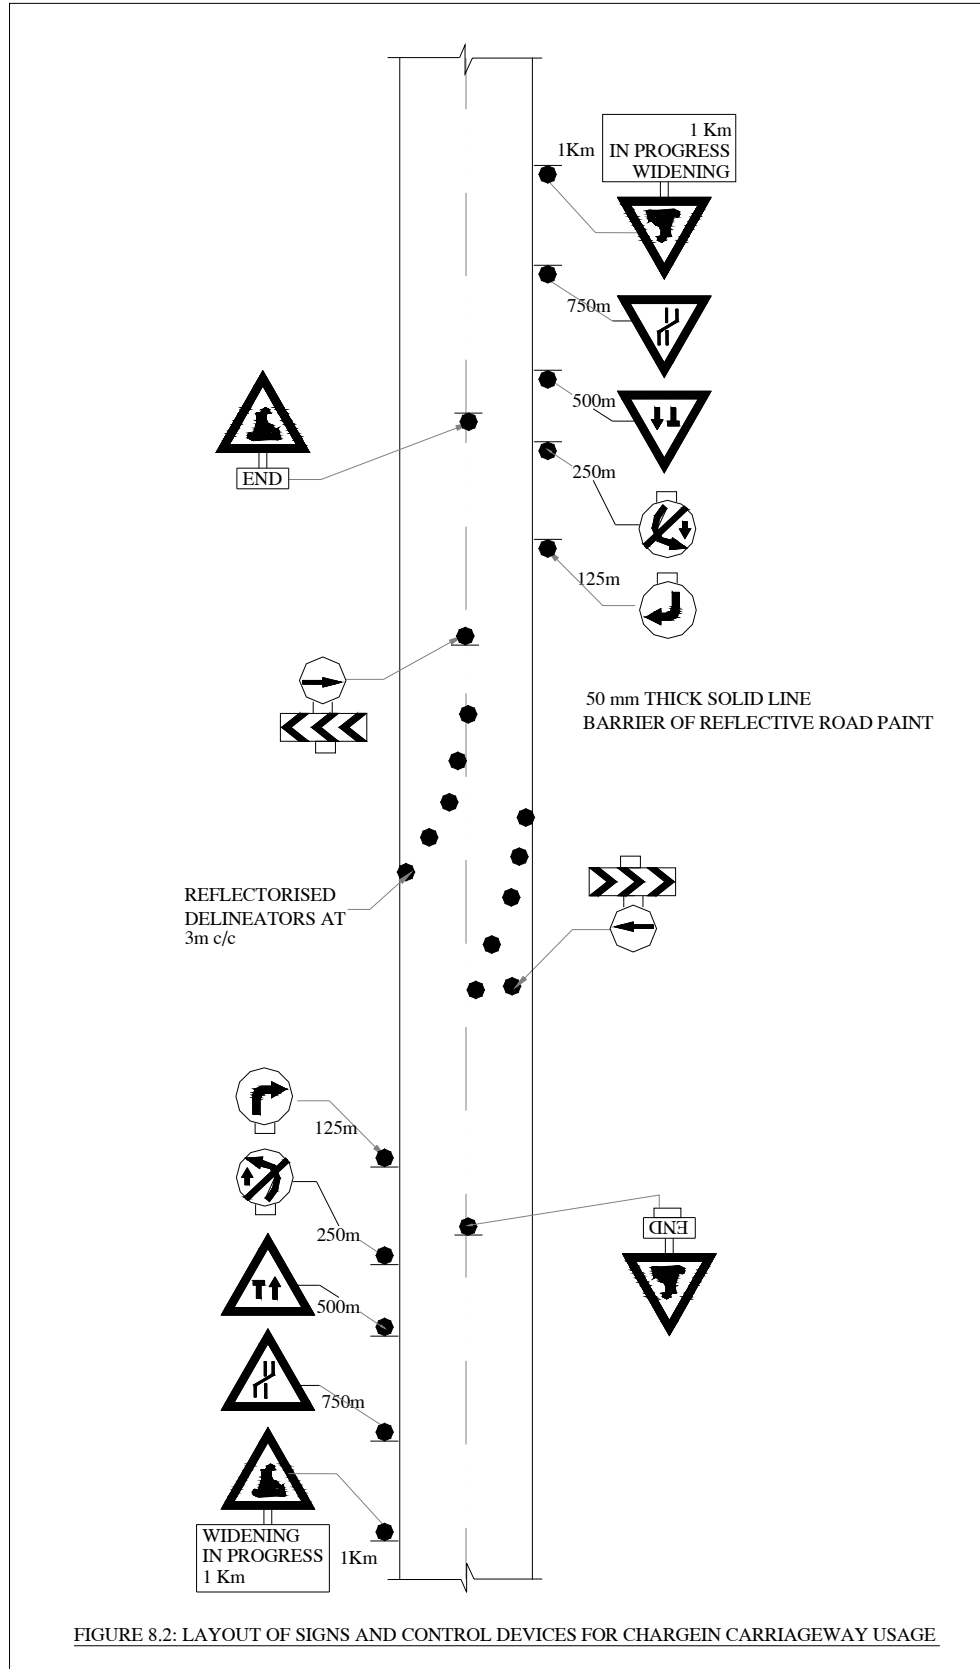 1 Km
IN PROGRESS
WIDENING
1Km
750m
500m
250m
125m
END
50 mm THICK SOLID LINE
BARRIER OF REFLECTIVE ROAD PAINT
REFLECTORISED
DELINEATORS AT
3m c/c
125m
250m
500m
750m
1Km
END
WIDENING
IN PROGRESS
1 Km
FIGURE 8.2: LAYOUT OF SIGNS AND CONTROL DEVICES FOR CHARGEIN CARRIAGEWAY USAGE